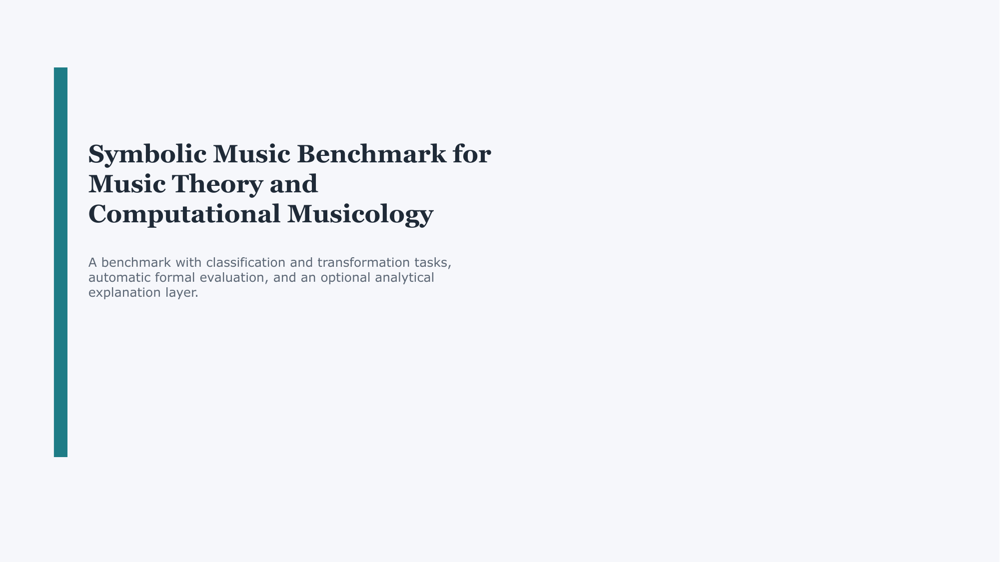 Symbolic Music Benchmark for
Music Theory and
Computational Musicology
A benchmark with classification and transformation tasks,
automatic formal evaluation, and an optional analytical
explanation layer.